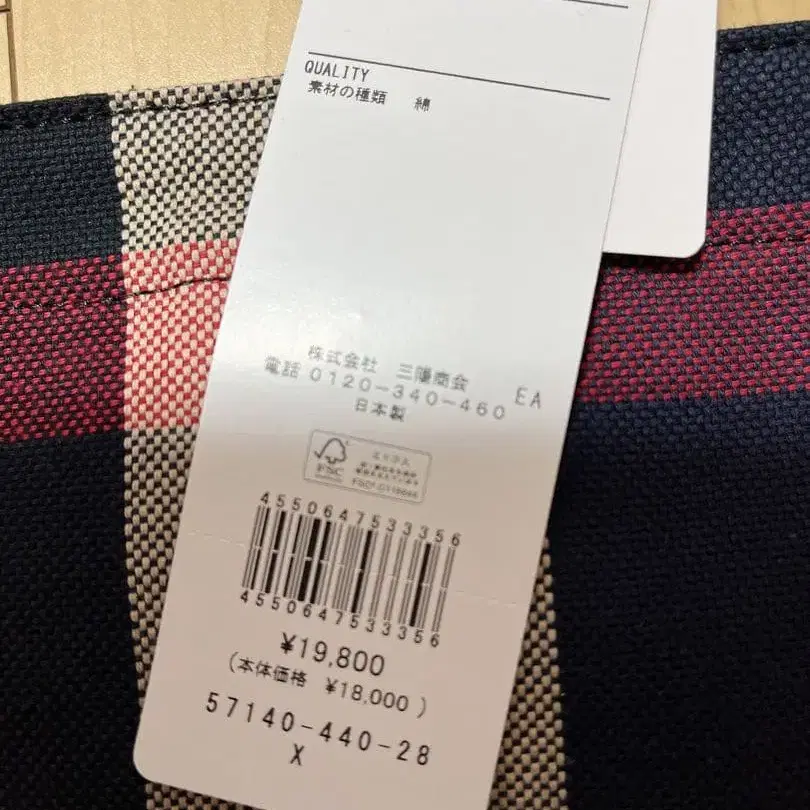 QUALITY
素材の種類 綿
株式会社 三陽商会 EA
電話 0120-340-460
日本製
FSC
4550647533356
4550647533356
¥19,800
(本体価格 ¥18,000)
57140-440-28
X